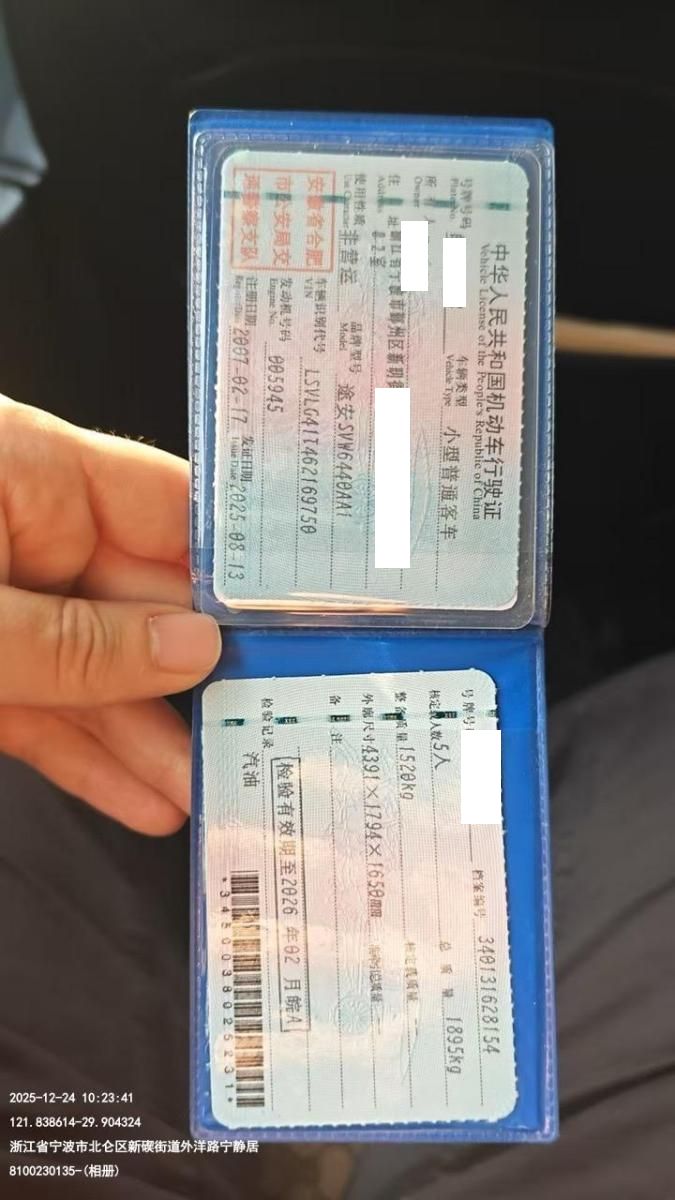 中华人民共和国机动车行驶证
Vehicle License of the People's Republic of China
号牌号码
Plate No.
车辆类型 小型普通客车
Vehicle Type
所有人
Owner
住址
Address
使用性质 非营运
Use Character
品牌型号 途安SVW6440AA1
Model
安徽省合肥
市公安局交
通警察支队
车辆识别代号 LSVLG41T462169750
VIN
发动机号码 005945
Engine No.
注册日期 2007-02-17 发证日期 2025-08-13
Register Date Issue Date
号牌号码
档案编号 340131628154
核定载人数 5人 总质量 1895kg
整备质量 1520kg 核定载质量 --
外廓尺寸 4391×1794×1650mm
备注
检验有效期至2026 年02 月皖A
检验记录
汽油
*3450038025231*
2025-12-24 10:23:41
121.838614-29.904324
浙江省宁波市北仑区新碶街道外洋路宁静居
8100230135-(相册)